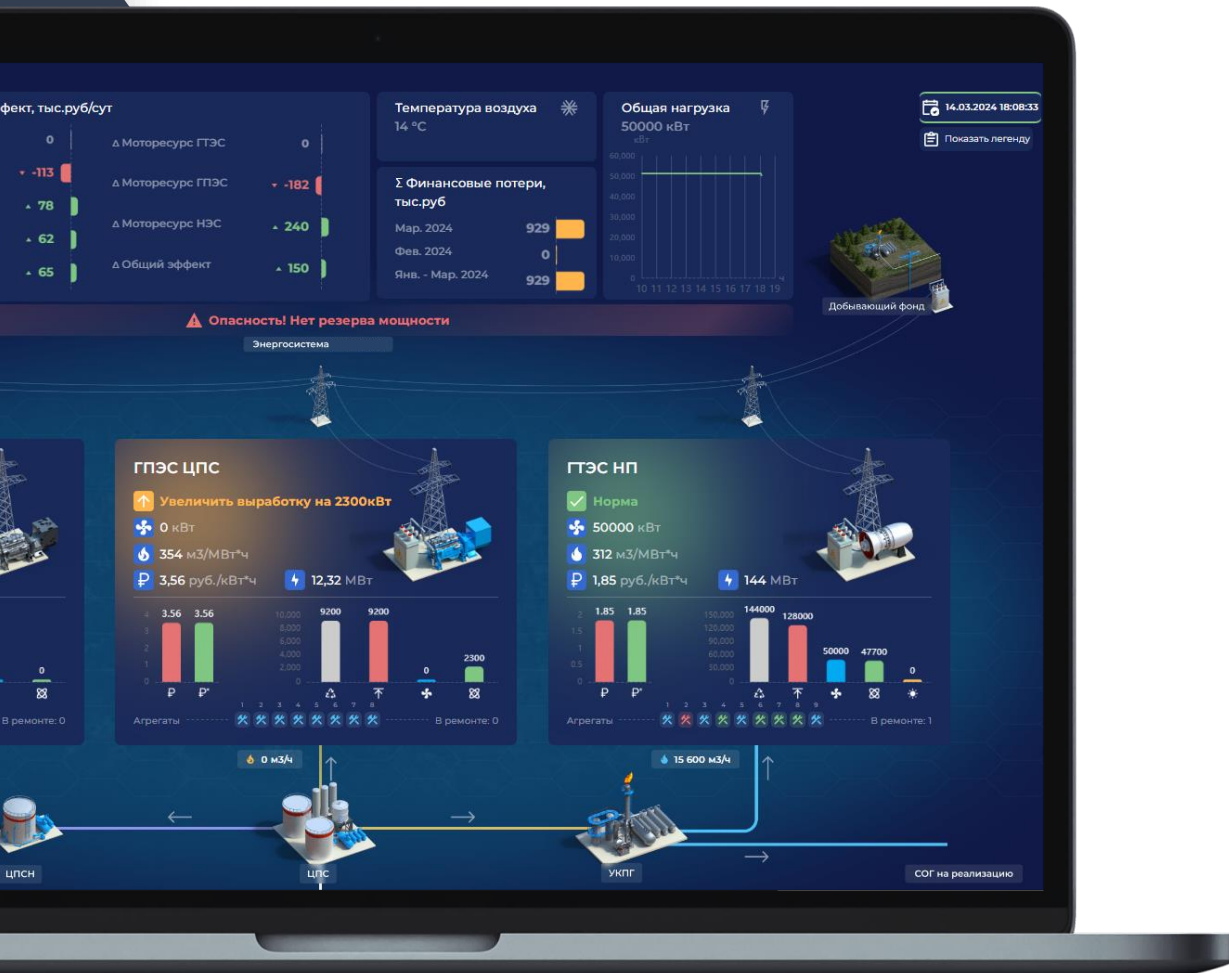 фект, тыс.руб/сут
0
-113
78
62
65
Δ Моторесурс ГТЭС 0
Δ Моторесурс ГПЭС -182
Δ Моторесурс НЭС 240
Δ Общий эффект 150
Температура воздуха
14 °C
Σ Финансовые потери,
тыс.руб
Мар. 2024 929
Фев. 2024 0
Янв. - Мар. 2024 929
Общая нагрузка
50000 кВт
кВт
60,000
50,000
40,000
30,000
20,000
10,000
0
10 11 12 13 14 15 16 17 18 19
ч
14.03.2024 18:08:33
Показать легенду
Добывающий фонд
Опасность! Нет резерва мощности
Энергосистема
0
В ремонте: 0
ГПЭС ЦПС
Увеличить выработку на 2300кВт
0 кВт
354 м3/МВт*ч
3,56 руб./кВт*ч 12,32 МВт
4
3
2
1
0
3.56 3.56
₽ ₽'
10,000
8,000
6,000
4,000
2,000
0
9200 9200 0 2300
1 2 3 4 5 6 7 8
Агрегаты В ремонте: 0
ГТЭС НП
Норма
50000 кВт
312 м3/МВт*ч
1,85 руб./кВт*ч 144 МВт
2
1.5
1
0.5
0
1.85 1.85
₽ ₽'
150,000
120,000
90,000
60,000
30,000
0
144000 128000 50000 47700 0
1 2 3 4 5 6 7 8 9
Агрегаты В ремонте: 1
0 м3/ч
15 600 м3/ч
ЦПСН
ЦПС
УКПГ
СОГ на реализацию